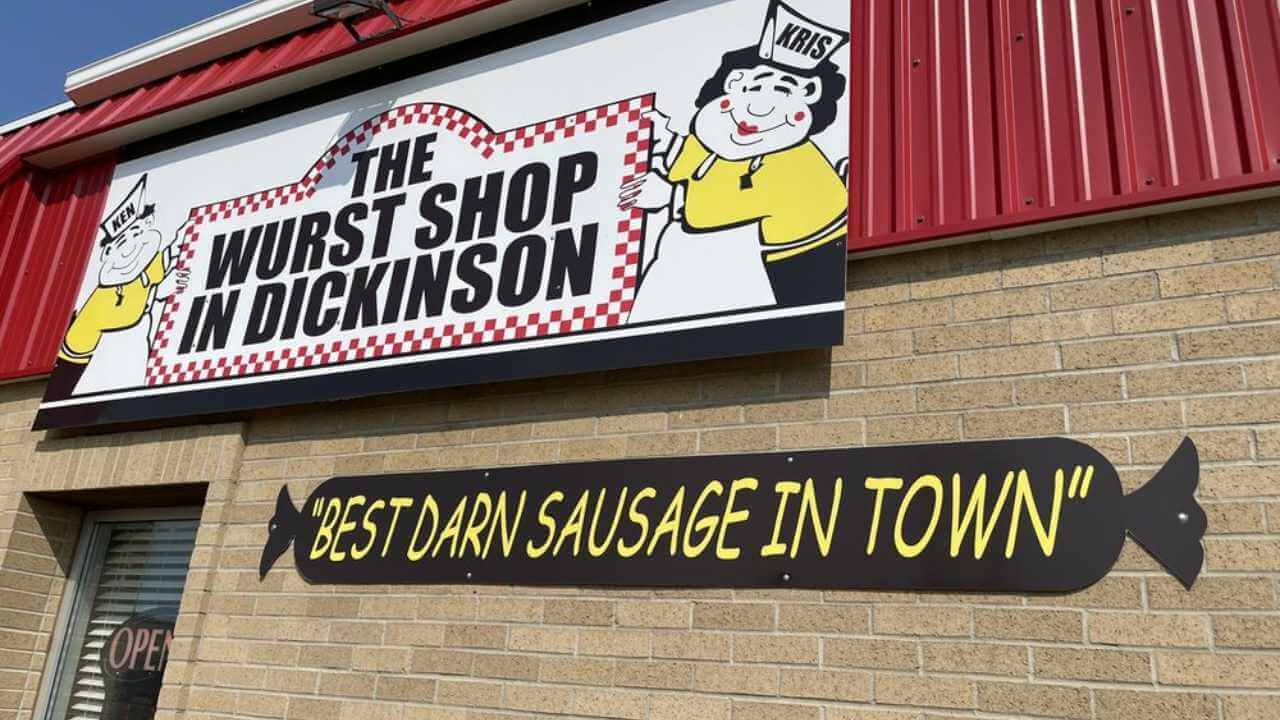 KRIS
KEN
THE
WURST SHOP
IN DICKINSON
"BEST DARN SAUSAGE IN TOWN"
OPEN